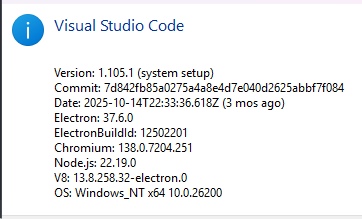 Visual Studio Code
Version: 1.105.1 (system setup)
Commit: 7d842fb85a0275a4a8e4d7e040d2625abbf7f084
Date: 2025-10-14T22:33:36.618Z (3 mos ago)
Electron: 37.6.0
ElectronBuildId: 12502201
Chromium: 138.0.7204.251
Node.js: 22.19.0
V8: 13.8.258.32-electron.0
OS: Windows_NT x64 10.0.26200